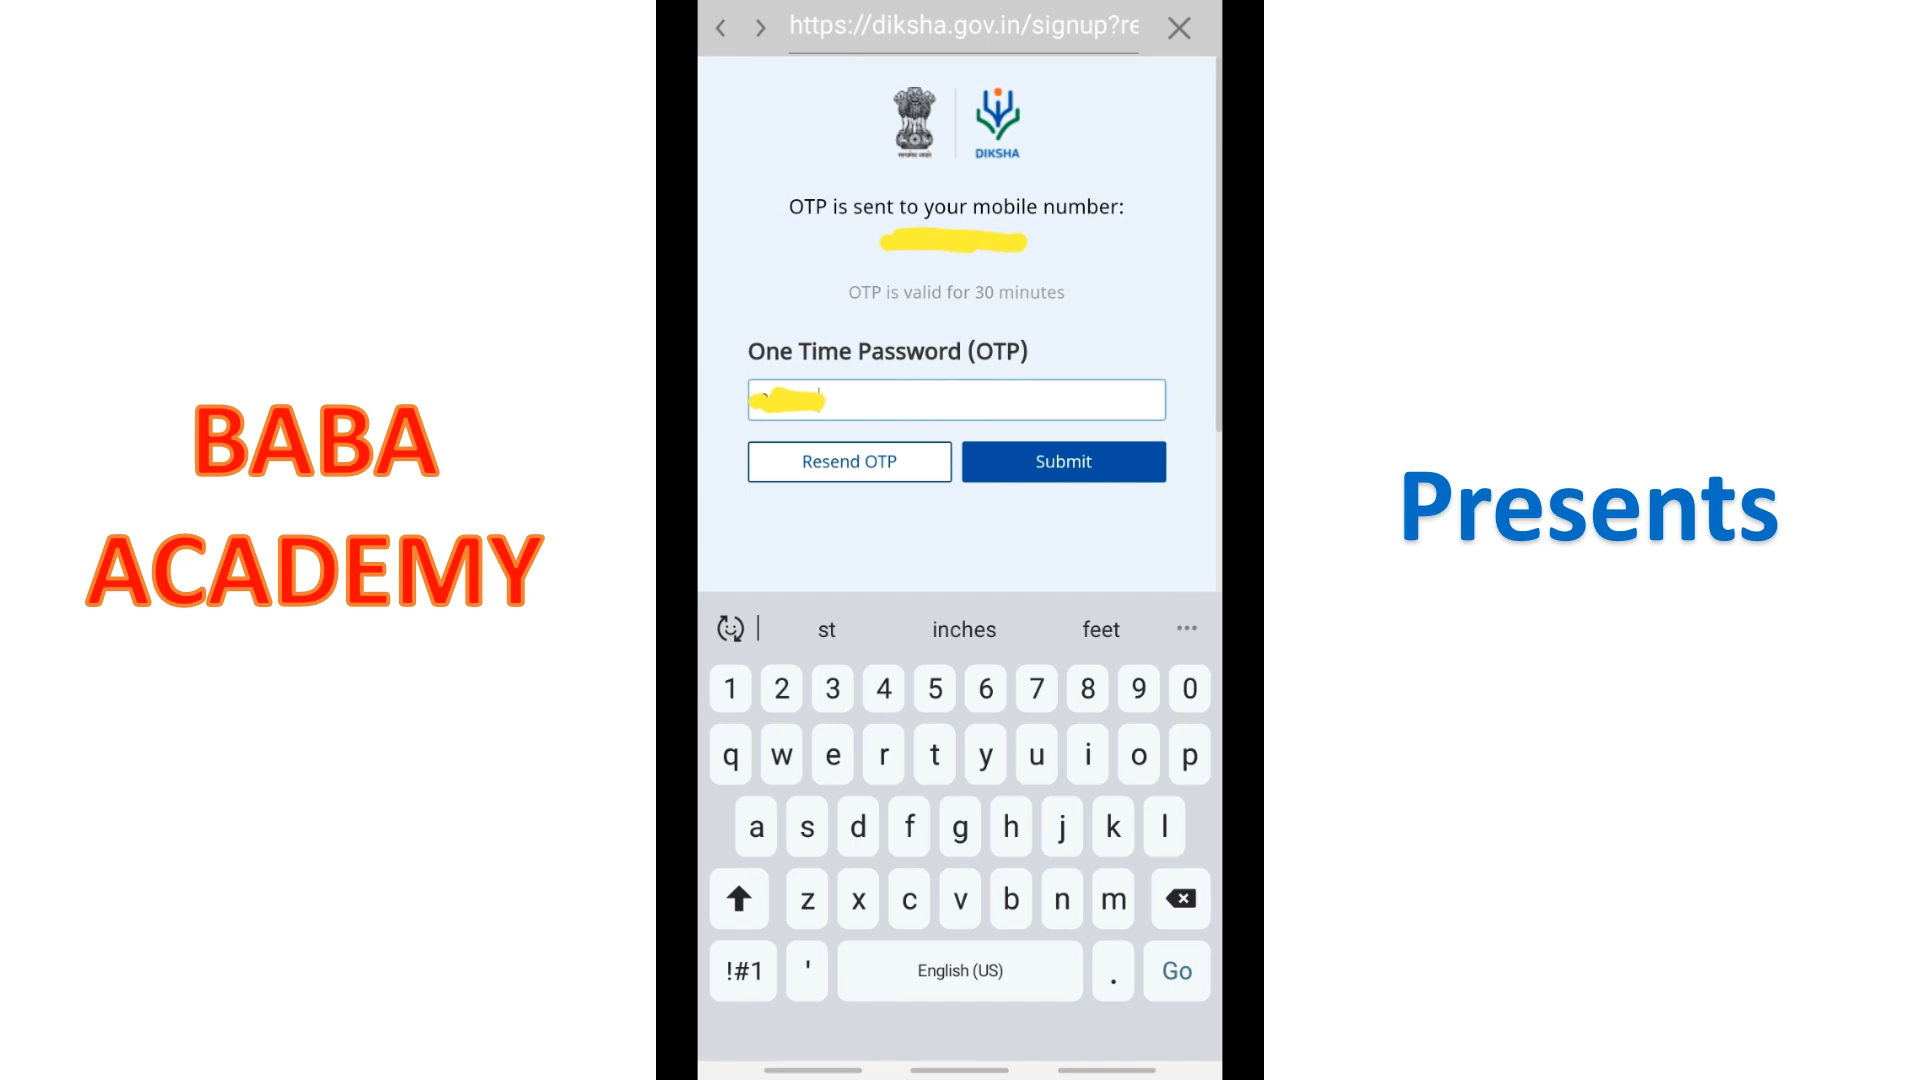 https://diksha.gov.in/signup?re
DIKSHA
OTP is sent to your mobile number:
OTP is valid for 30 minutes
One Time Password (OTP)
Resend OTP
Submit
BABA
ACADEMY
Presents
st inches feet
1 2 3 4 5 6 7 8 9 0
q w e r t y u i o p
a s d f g h j k l
z x c v b n m
!#1 ' English (US) . Go